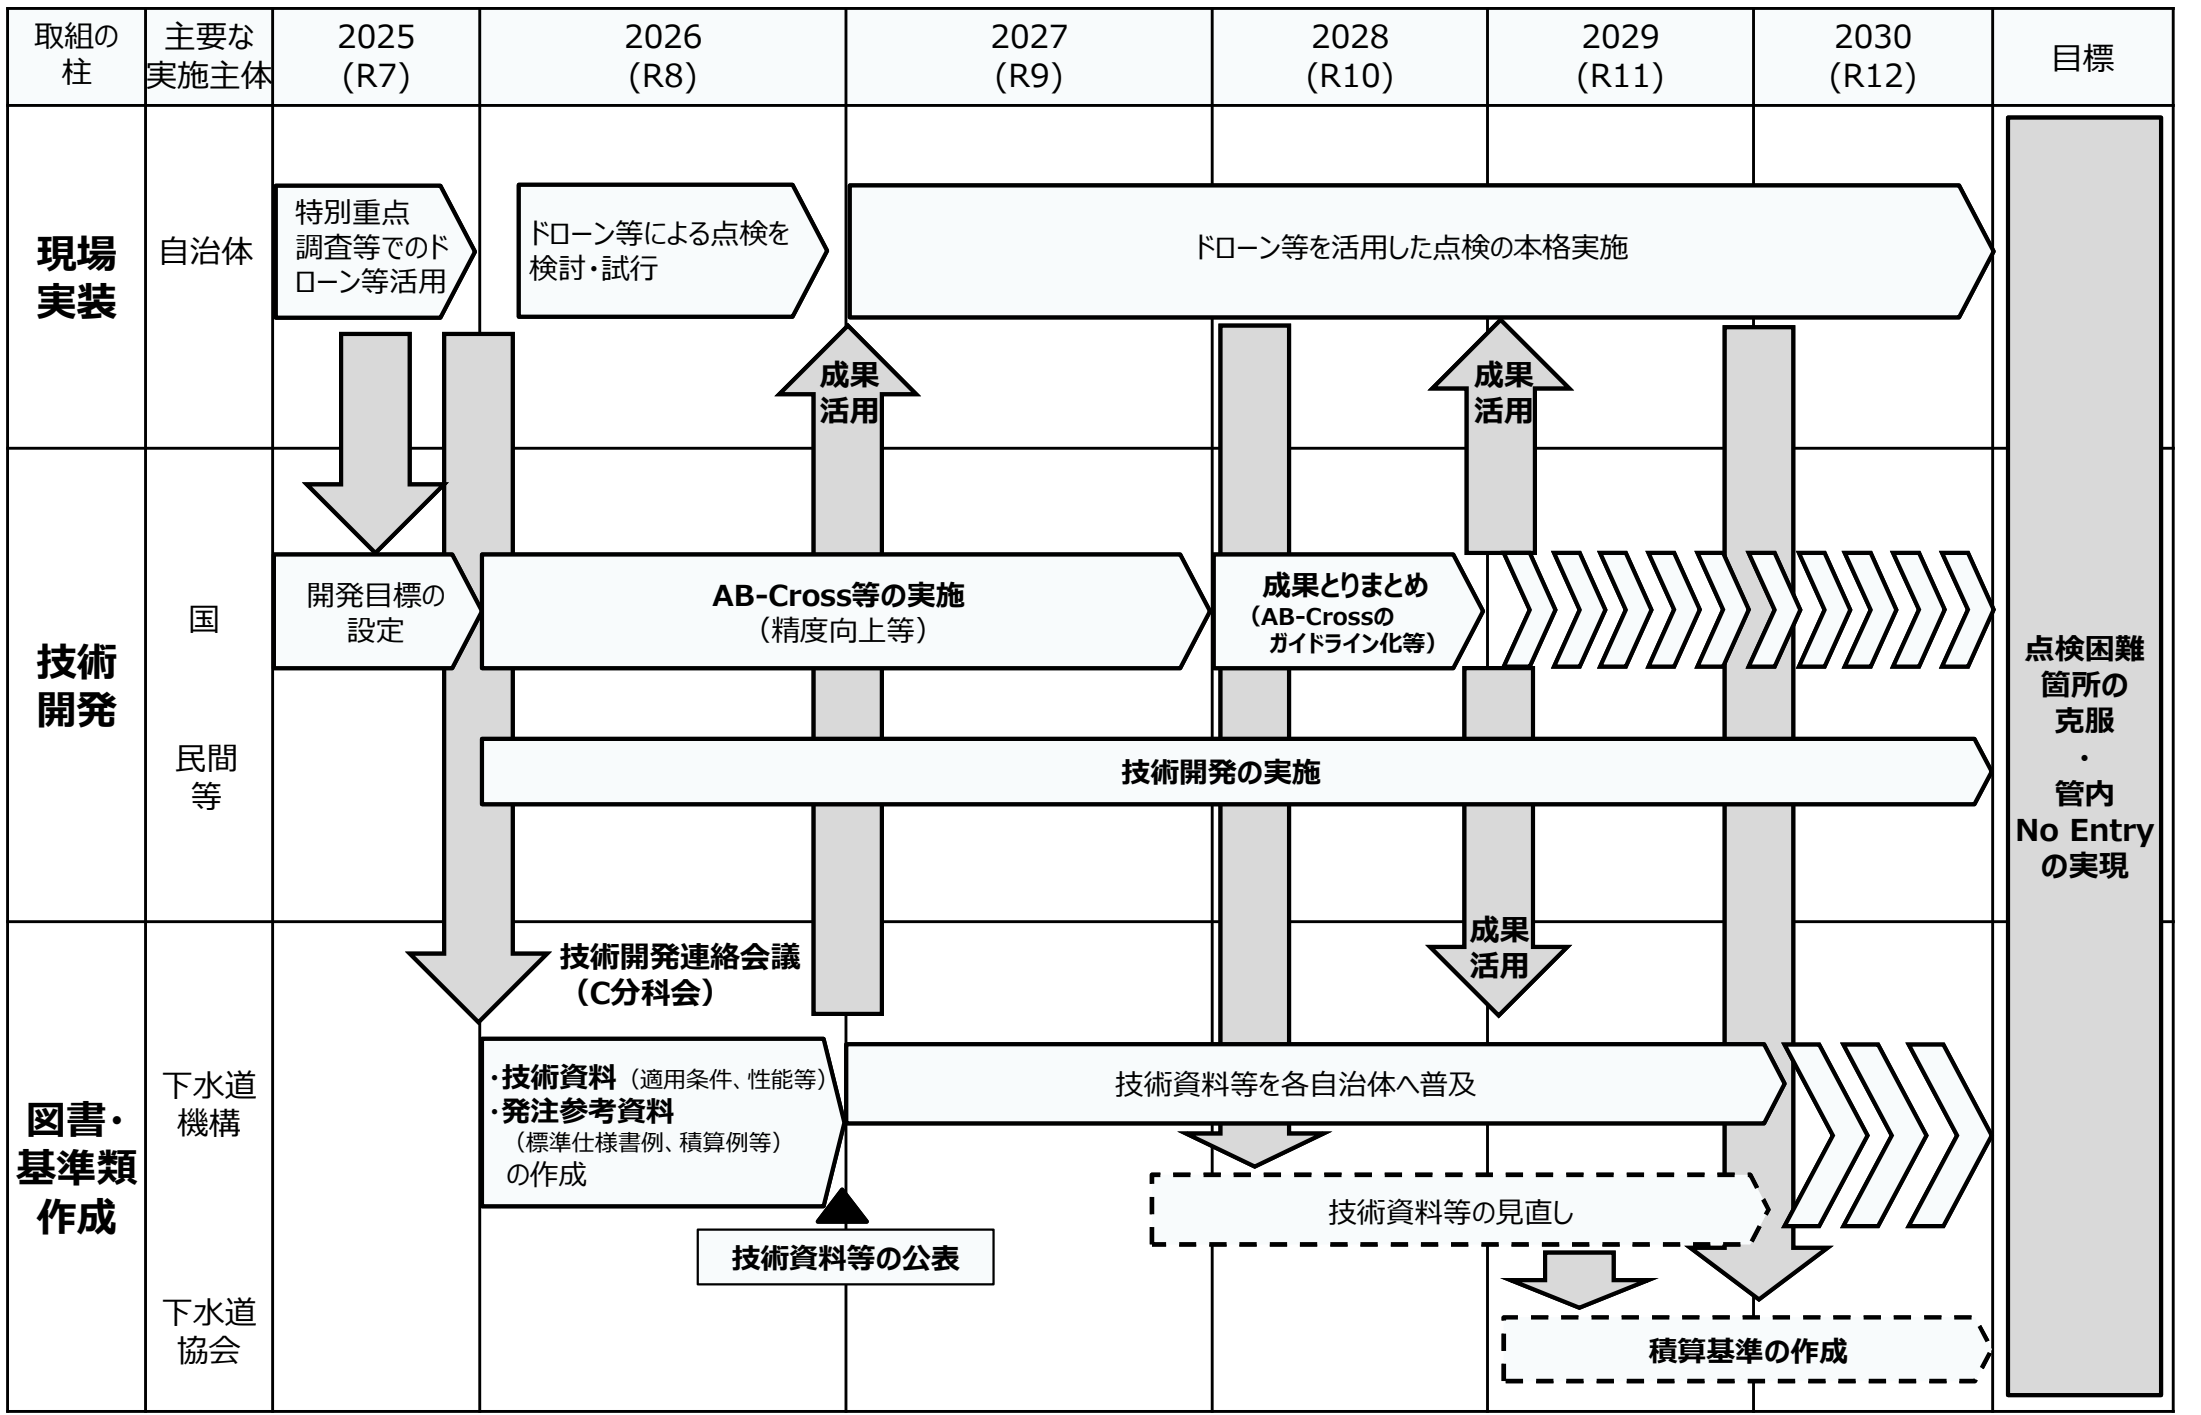 取組の
柱
主要な
実施主体
2025
(R7)
2026
(R8)
2027
(R9)
2028
(R10)
2029
(R11)
2030
(R12)
目標
現場
実装
自治体
特別重点
調査等でのド
ローン等活用
ドローン等による点検を
検討・試行
ドローン等を活用した点検の本格実施
成果
活用
成果
活用
技術
開発
国
開発目標の
設定
AB-Cross等の実施
（精度向上等）
成果とりまとめ
（AB-Crossの
ガイドライン化等）
民間
等
技術開発の実施
成果
活用
技術開発連絡会議
（C分科会）
図書・
基準類
作成
下水道
機構
・技術資料（適用条件、性能等）
・発注参考資料
（標準仕様書例、積算例等）
の作成
技術資料等を各自治体へ普及
技術資料等の見直し
技術資料等の公表
下水道
協会
積算基準の作成
点検困難
箇所の
克服
・
管内
No Entry
の実現